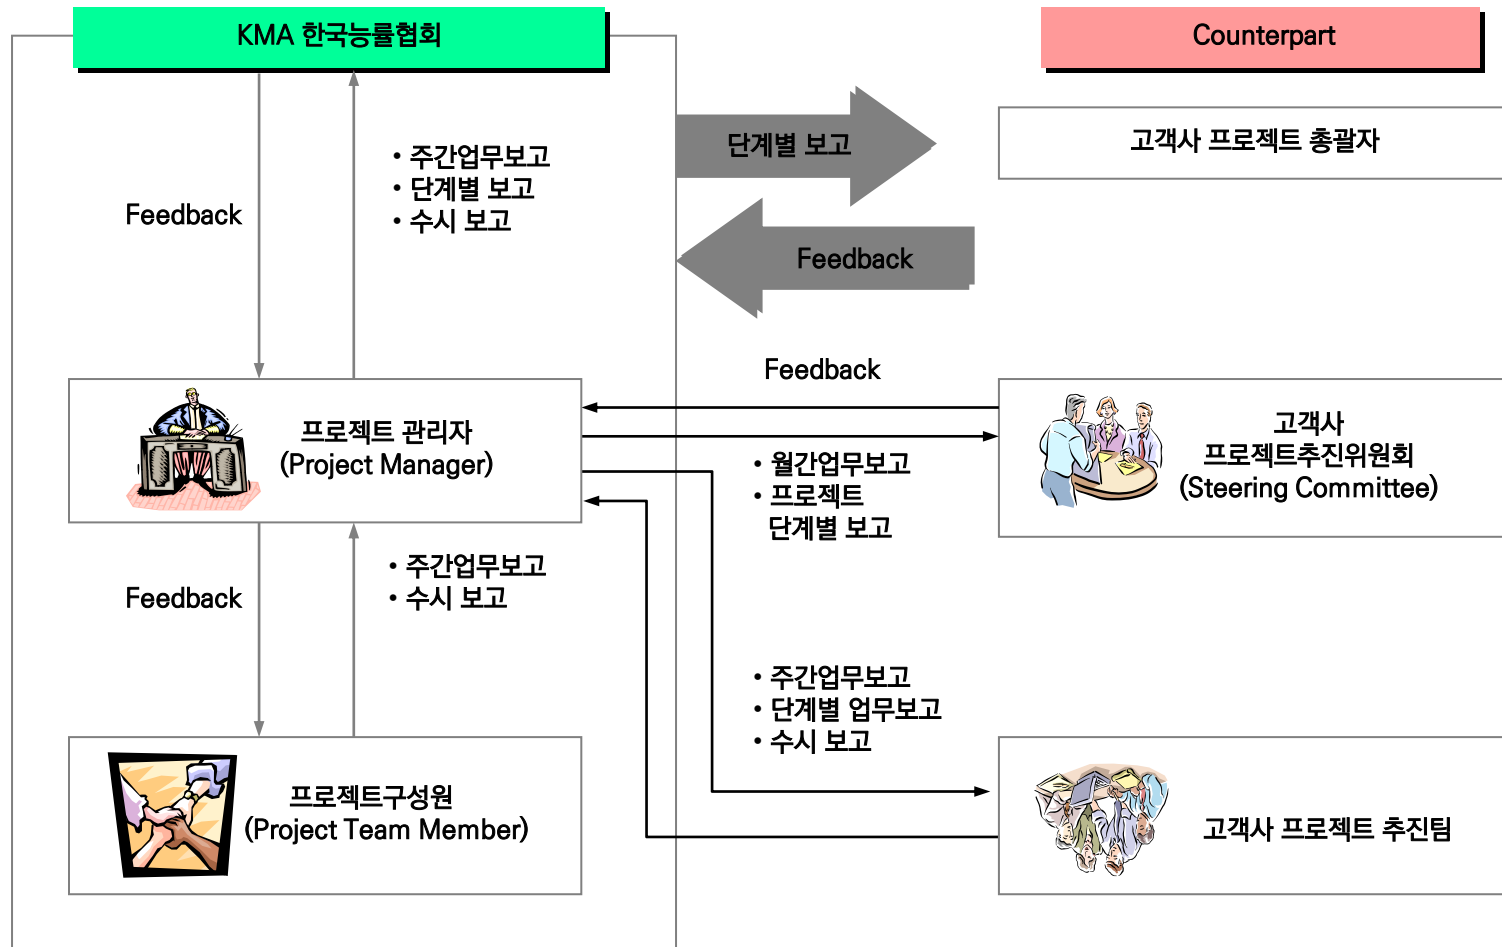 KMA 한국능률협회
Counterpart
단계별 보고
고객사 프로젝트 총괄자
• 주간업무보고
• 단계별 보고
• 수시 보고
Feedback
Feedback
Feedback
프로젝트 관리자
(Project Manager)
고객사
프로젝트추진위원회
(Steering Committee)
• 월간업무보고
• 프로젝트
단계별 보고
• 주간업무보고
• 수시 보고
Feedback
• 주간업무보고
• 단계별 업무보고
• 수시 보고
프로젝트구성원
(Project Team Member)
고객사 프로젝트 추진팀